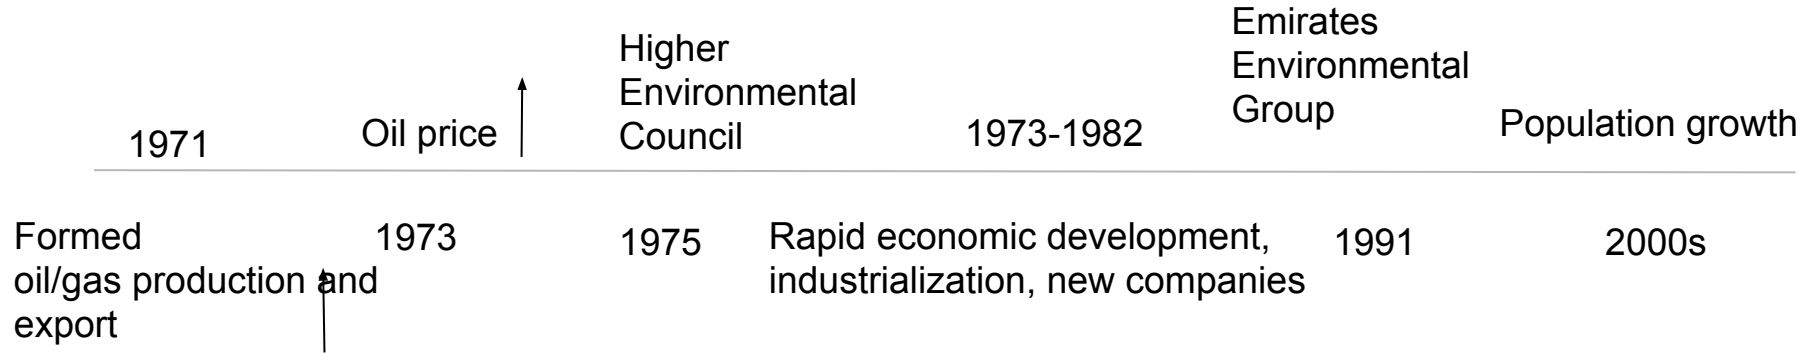 1971
Formed
oil/gas production and
export
Oil price
1973
Higher
Environmental
Council
1975
1973-1982
Rapid economic development,
industrialization, new companies
Emirates
Environmental
Group
1991
Population growth
2000s